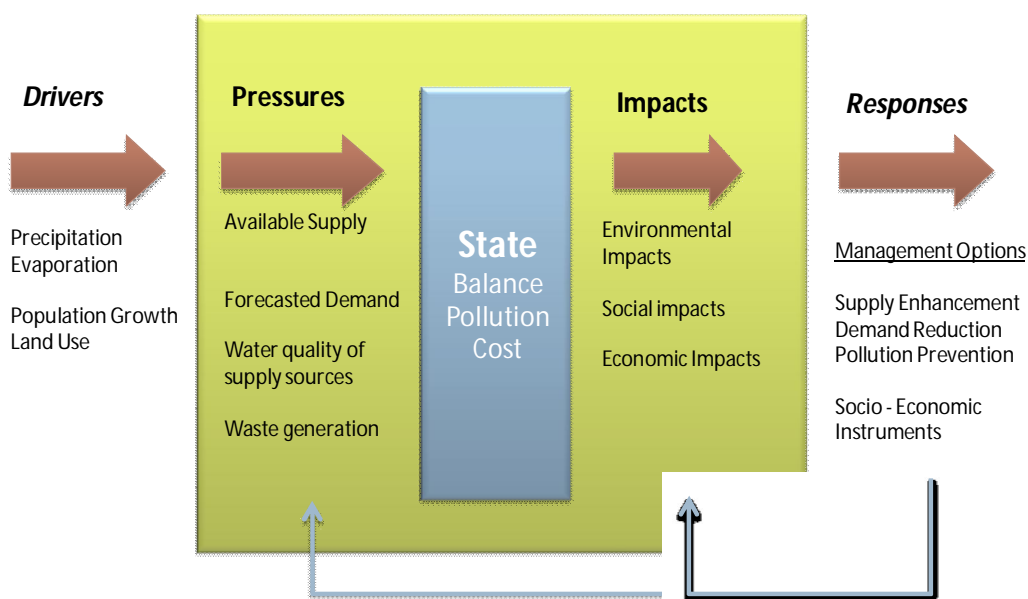 Drivers
Precipitation
Evaporation
Population Growth
Land Use
Pressures
Available Supply
Forecasted Demand
Water quality of
supply sources
Waste generation
State
Balance
Pollution
Cost
Impacts
Environmental
Impacts
Social impacts
Economic Impacts
Responses
Management Options
Supply Enhancement
Demand Reduction
Pollution Prevention
Socio - Economic
Instruments